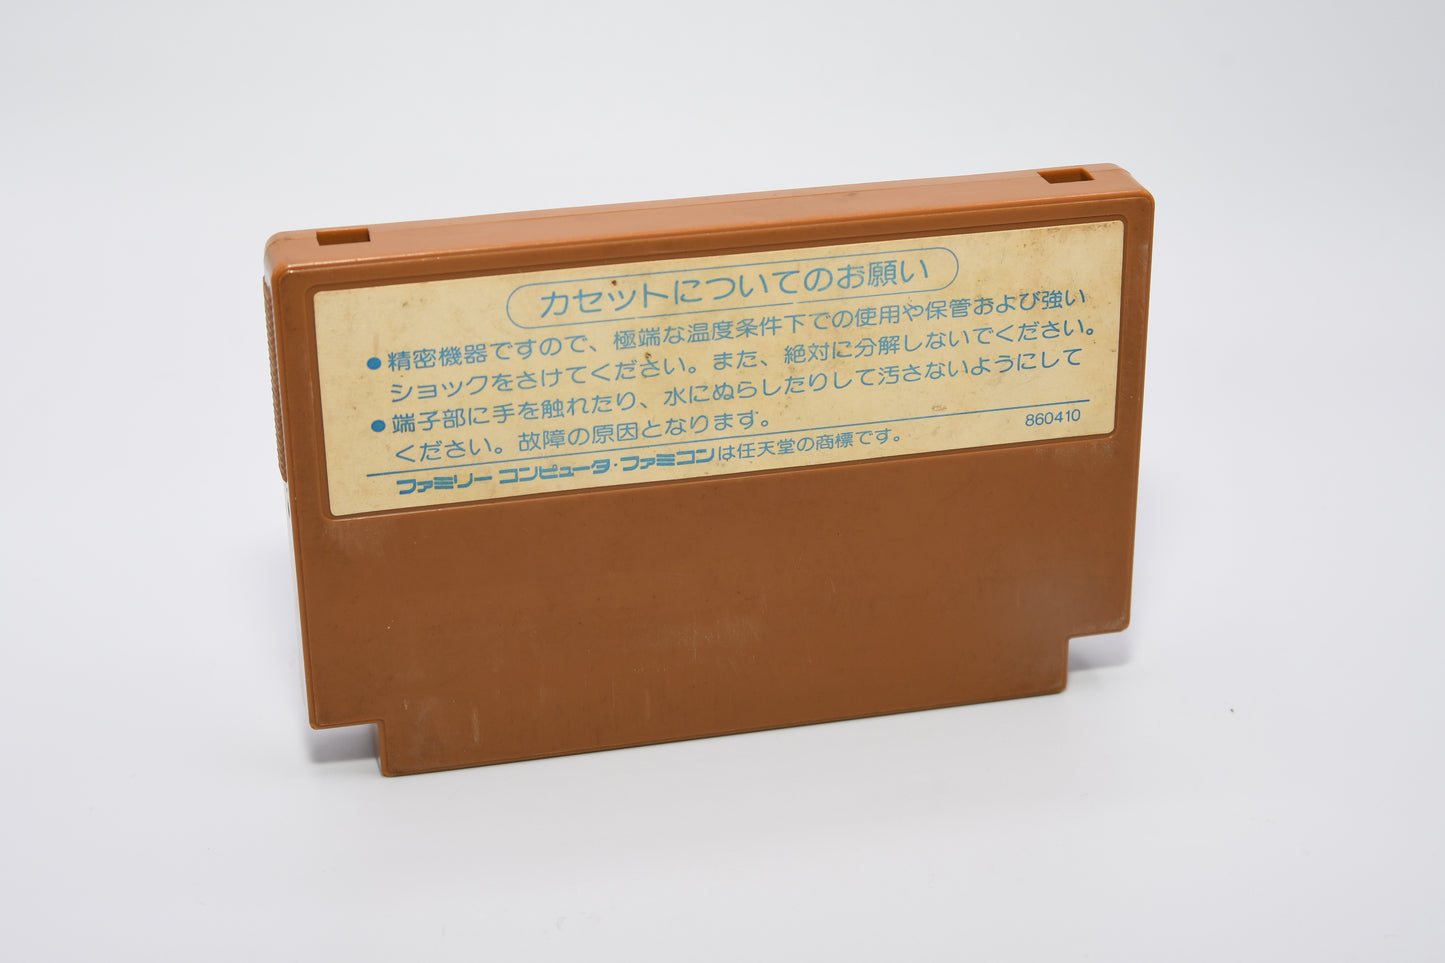 カセットについてのお願い
●精密機器ですので、極端な温度条件下での使用や保管および強い
ショックをさけてください。また、絶対に分解しないでください。
●端子部に手を触れたり、水にぬらしたりして汚さないようにして
ください。故障の原因となります。
860410
ファミリー コンピュータ・ファミコンは任天堂の商標です。